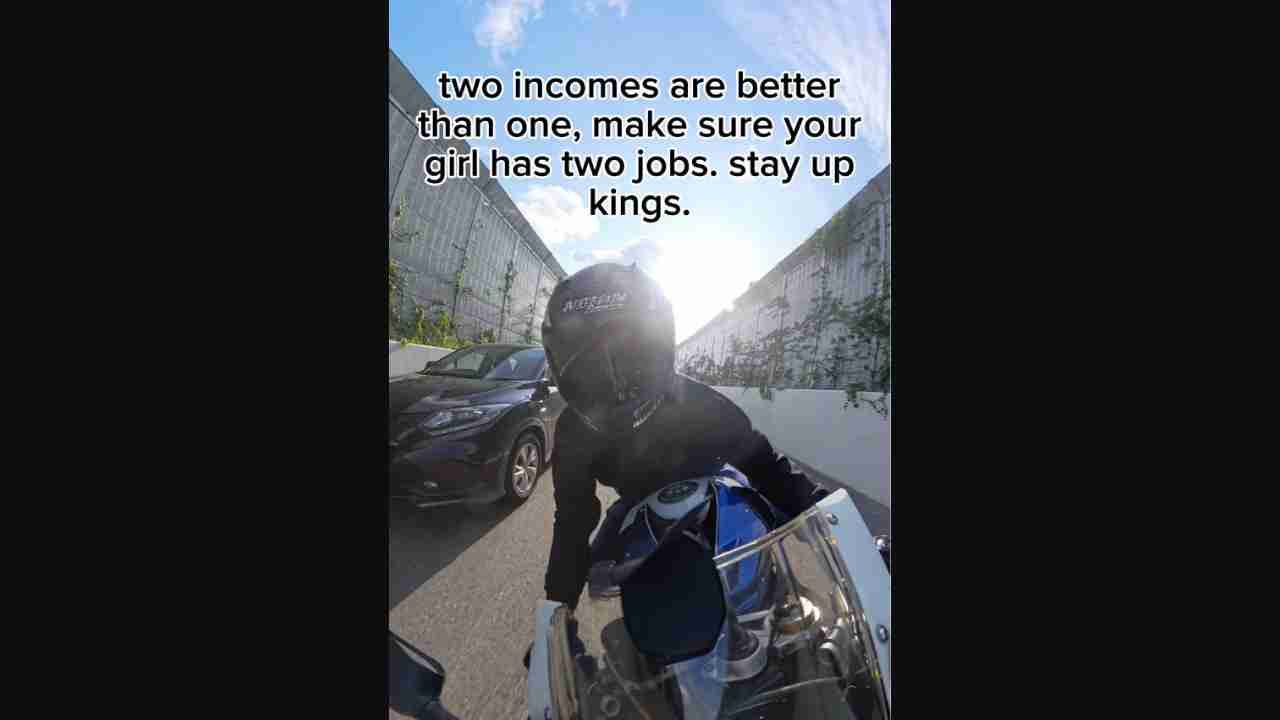 two incomes are better
than one, make sure your
girl has two jobs. stay up
kings.